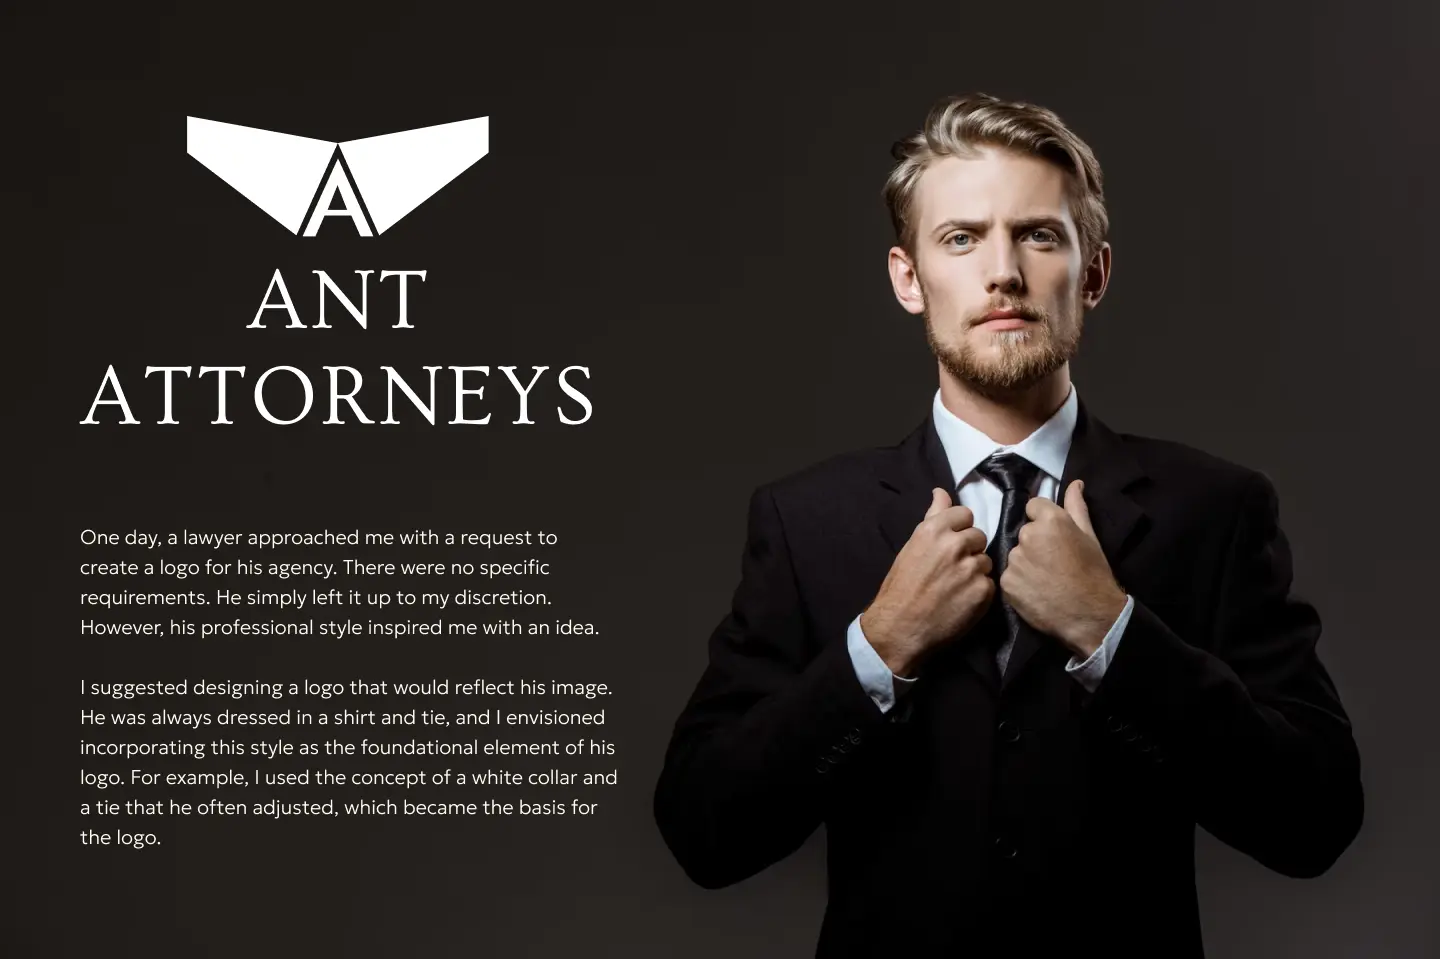 A
ANT
ATTORNEYS
One day, a lawyer approached me with a request to
create a logo for his agency. There were no specific
requirements. He simply left it up to my discretion.
However, his professional style inspired me with an idea.
I suggested designing a logo that would reflect his image.
He was always dressed in a shirt and tie, and I envisioned
incorporating this style as the foundational element of his
logo. For example, I used the concept of a white collar and
a tie that he often adjusted, which became the basis for
the logo.